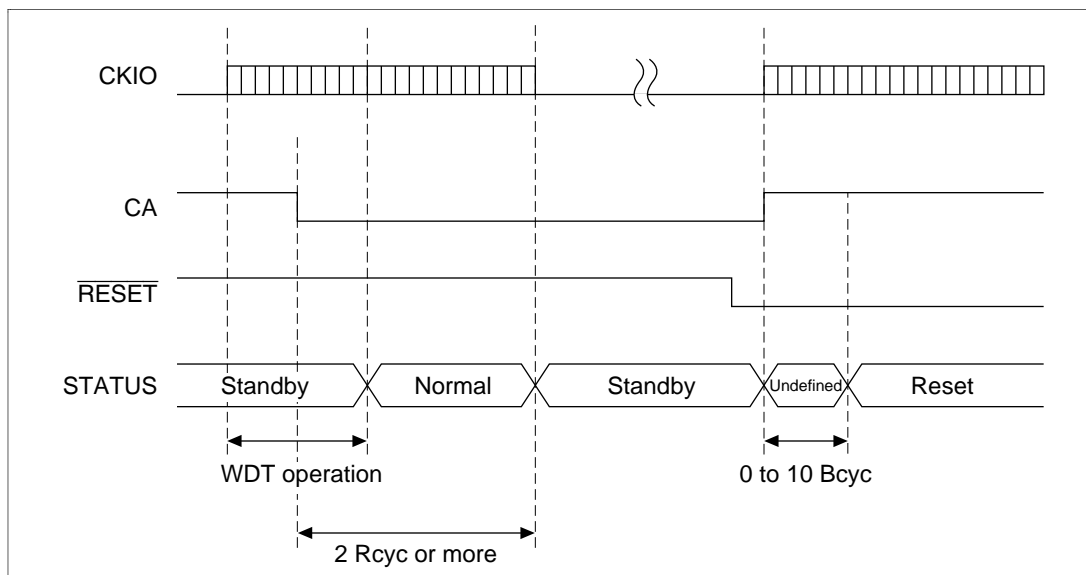 CKIO
CA
RESET
STATUS
Standby
Normal
Standby
Undefined
Reset
WDT operation
0 to 10 Bcyc
2 Rcyc or more